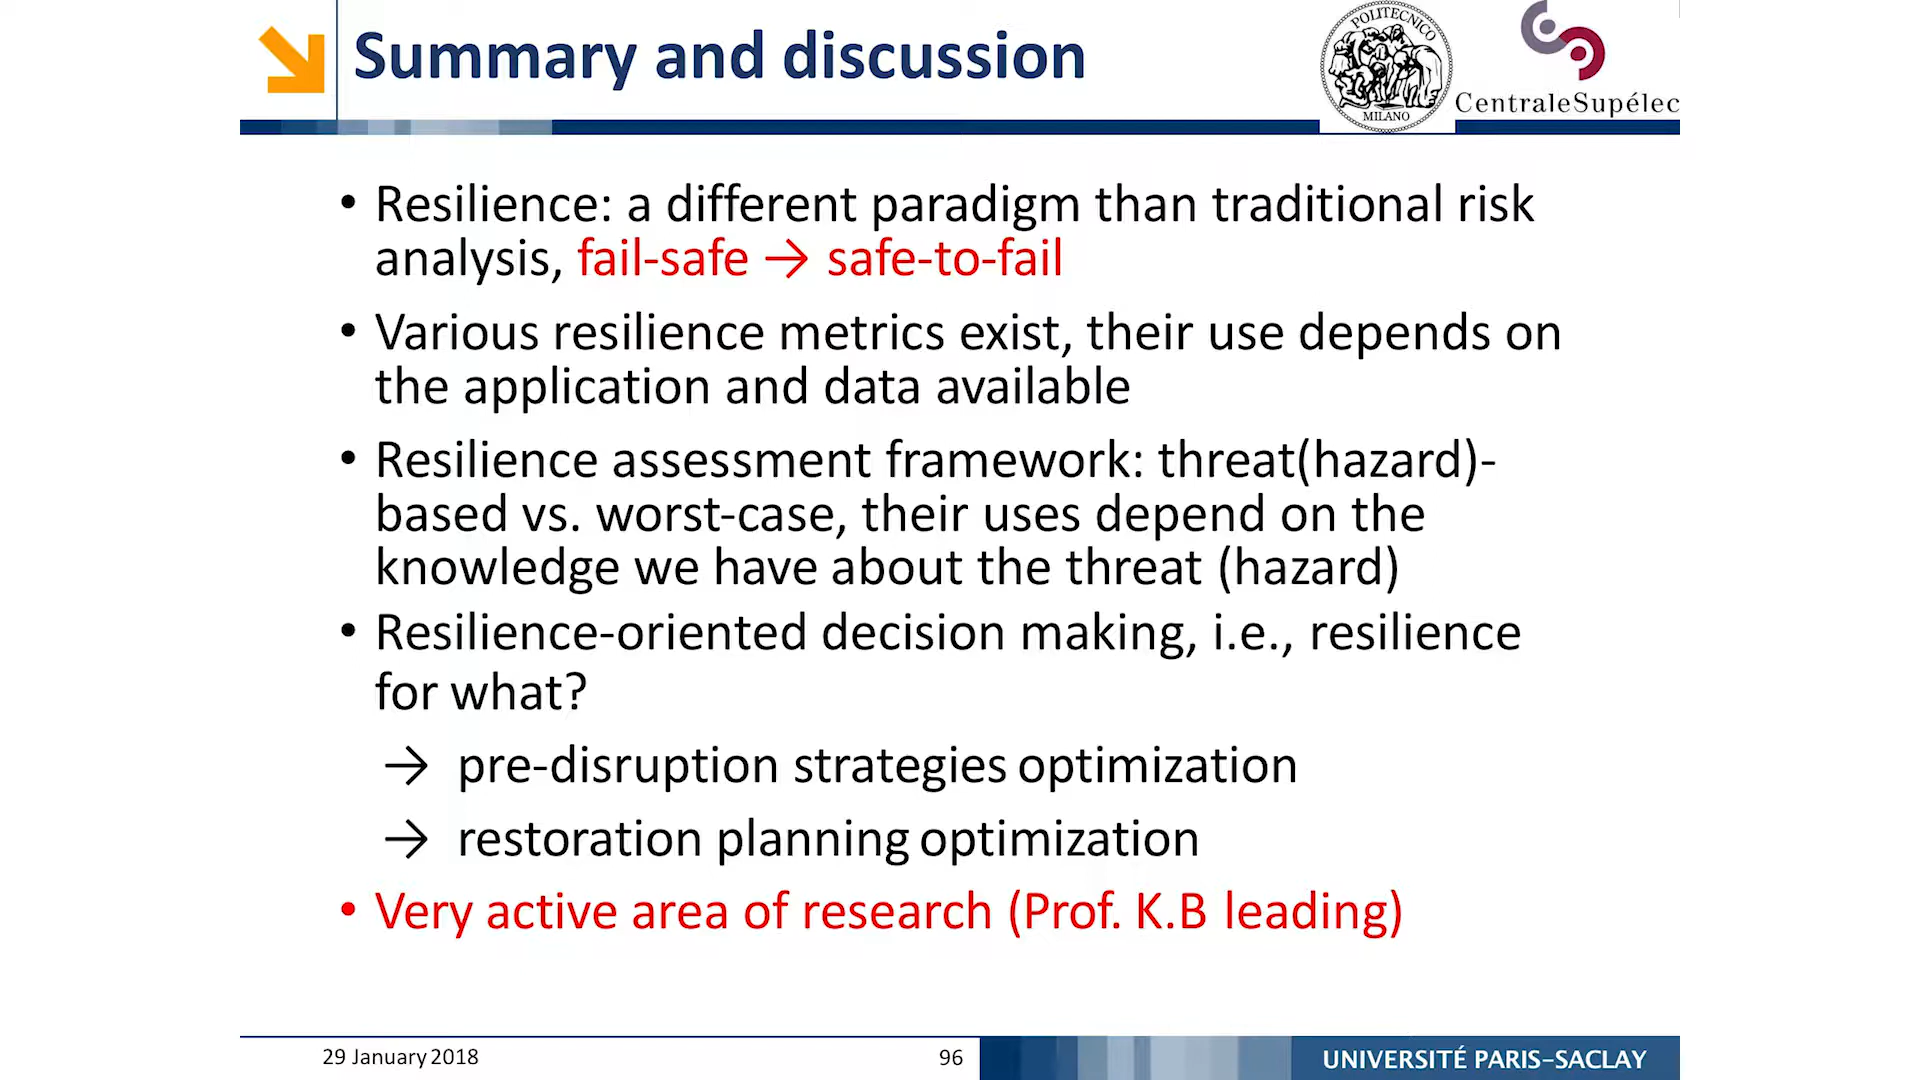 Summary and discussion
POLITECNICO
MILANO
CentraleSupélec
• Resilience: a different paradigm than traditional risk
analysis, fail-safe → safe-to-fail
• Various resilience metrics exist, their use depends on
the application and data available
• Resilience assessment framework: threat(hazard)-
based vs. worst-case, their uses depend on the
knowledge we have about the threat (hazard)
• Resilience-oriented decision making, i.e., resilience
for what?
→ pre-disruption strategies optimization
→ restoration planning optimization
• Very active area of research (Prof. K.B leading)
29 January 2018
96
UNIVERSITÉ PARIS–SACLAY